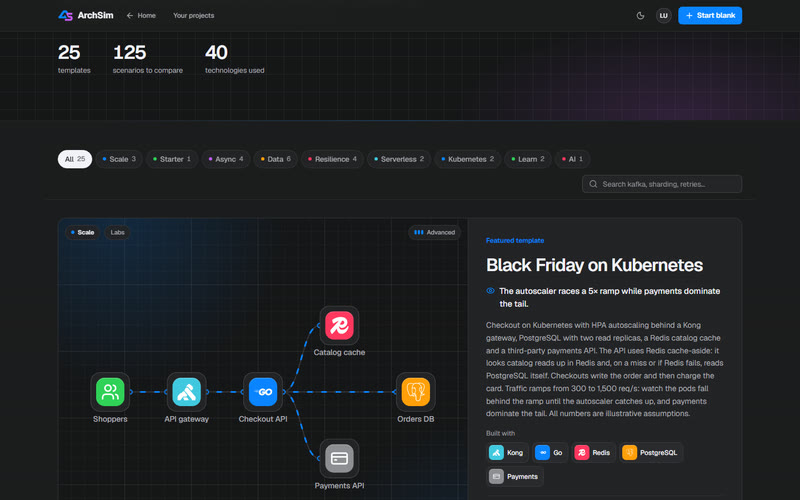 ArchSim
Home
Your projects
LU
Start blank
25
templates
125
scenarios to compare
40
technologies used
All 25
Scale 3
Starter 1
Async 4
Data 6
Resilience 4
Serverless 2
Kubernetes 2
Learn 2
AI 1
Search kafka, sharding, retries...
Scale
Labs
Advanced
Catalog cache
Shoppers
API gateway
GO
Checkout API
Orders DB
Payments API
Featured template
Black Friday on Kubernetes
The autoscaler races a 5× ramp while payments dominate
the tail.
Checkout on Kubernetes with HPA autoscaling behind a Kong
gateway, PostgreSQL with two read replicas, a Redis catalog cache
and a third-party payments API. The API uses Redis cache-aside: it
looks catalog reads up in Redis and, on a miss or if Redis fails, reads
PostgreSQL itself. Checkouts write the order and then charge the
card. Traffic ramps from 300 to 1,500 req/s: watch the pods fall
behind the ramp until the autoscaler catches up, and payments
dominate the tail. All numbers are illustrative assumptions.
Built with
Kong
Go
Redis
PostgreSQL
Payments